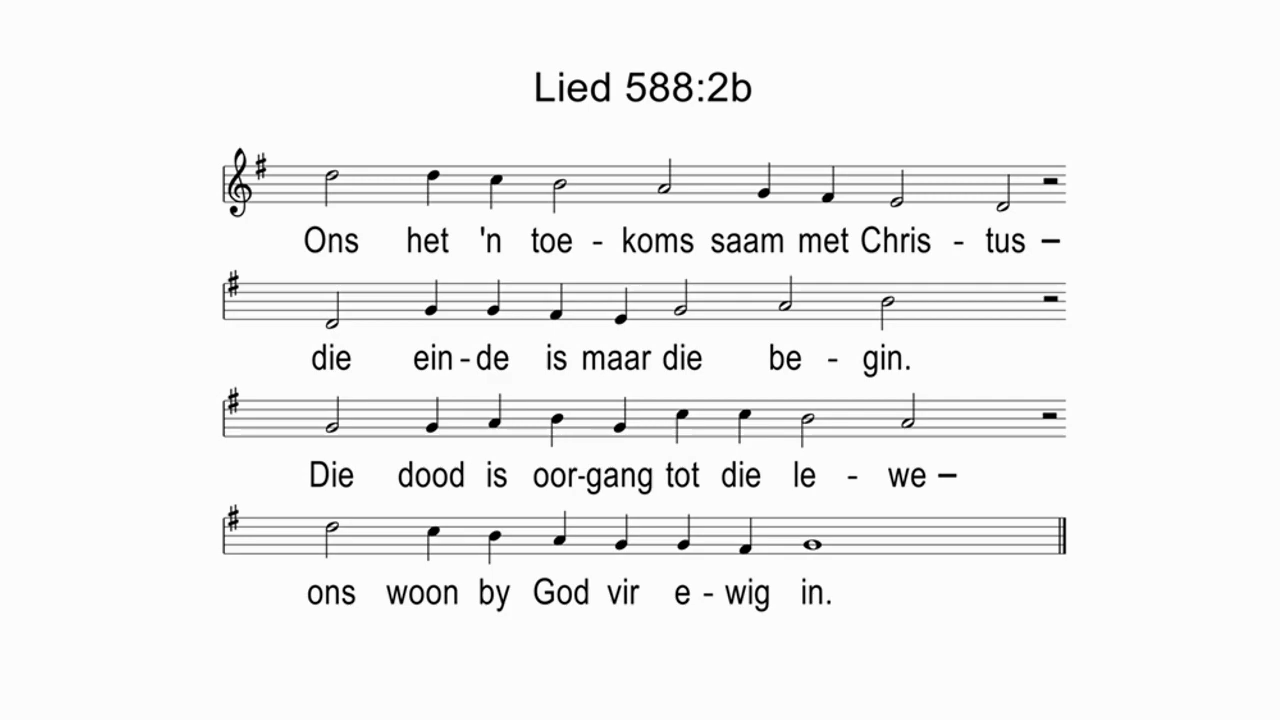 Lied 588:2b
Ons het 'n toe - koms saam met Chris - tus –
die ein - de is maar die be - gin.
Die dood is oor-gang tot die le - we –
ons woon by God vir e - wig in.